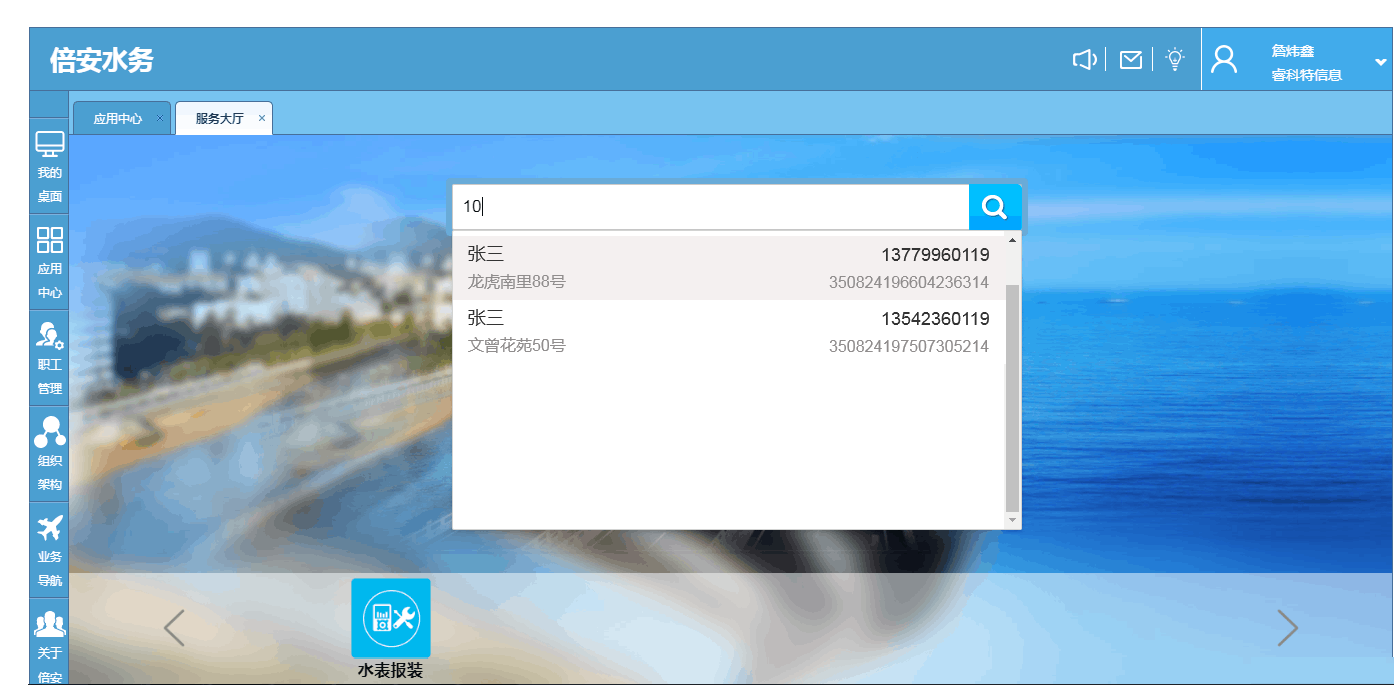 倍安水务
詹炜鑫
睿科特信息
应用中心 ×
服务大厅 ×
我的
桌面
应用
中心
职工
管理
组织
架构
业务
导航
关于
倍安
10
张三 13779960119
龙虎南里88号 350824196604236314
张三 13542360119
文曾花苑50号 350824197507305214
水表报装